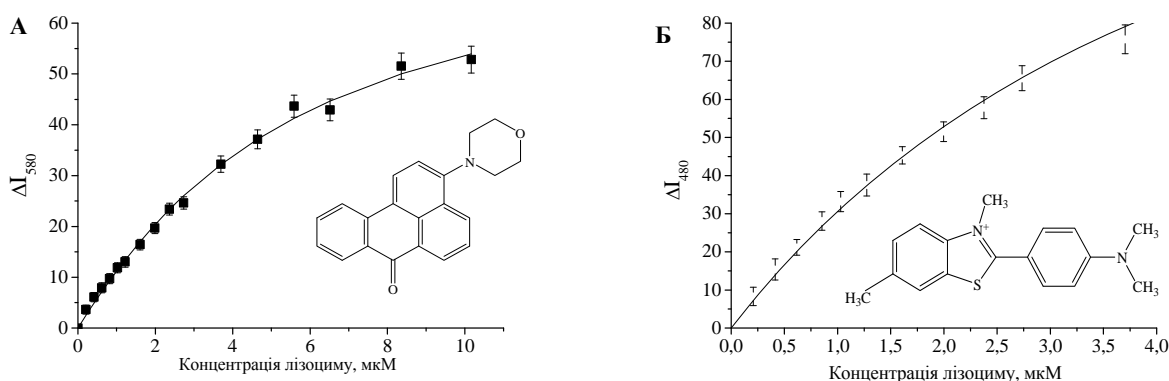 А
60
50
40
30
20
10
0
ΔI580
0 2 4 6 8 10
Концентрація лізоциму, мкМ
N
O
O
Б
80
70
60
50
40
30
20
10
0
ΔI480
0,0 0,5 1,0 1,5 2,0 2,5 3,0 3,5 4,0
Концентрація лізоциму, мкМ
CH3
N+
S
H3C
N
CH3
CH3